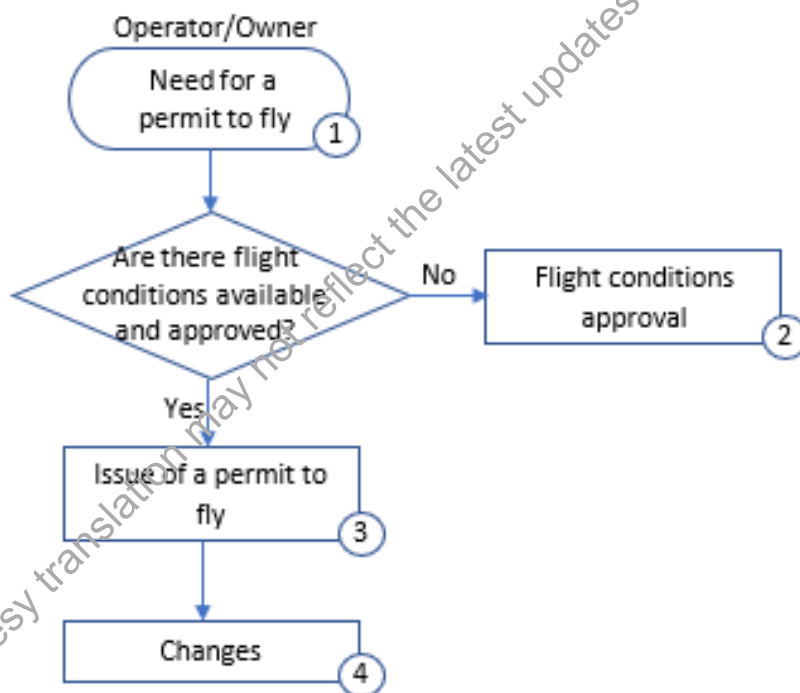 Operator/Owner
Need for a
permit to fly
1
Are there flight
conditions available
and approved?
No
Flight conditions
approval
2
Yes
Issue of a permit to
fly
3
Changes
4
translation may not reflect the latest updates